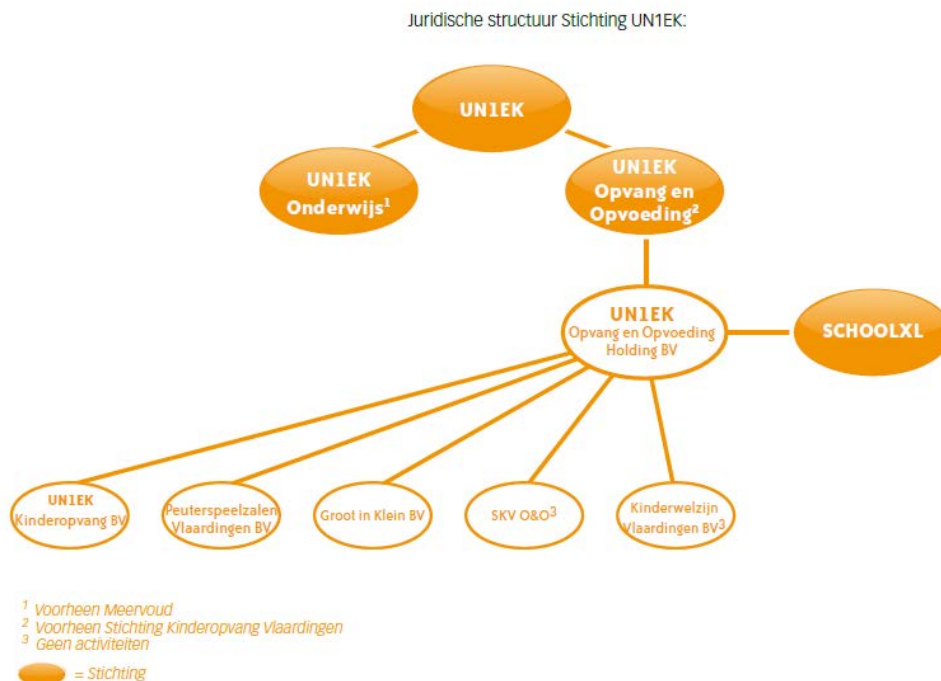 Juridische structuur Stichting UN1EK:
UN1EK
UN1EK
Onderwijs¹
UN1EK
Opvang en
Opvoeding²
UN1EK
Opvang en Opvoeding
Holding BV
SCHOOLXL
UN1EK
Kinderopvang BV
Peuterspeelzalen
Vlaardingen BV
Groot in Klein BV
SKV O&O³
Kinderwelzijn
Vlaardingen BV³
¹ Voorheen Meervoud
² Voorheen Stichting Kinderopvang Vlaardingen
³ Geen activiteiten
= Stichting